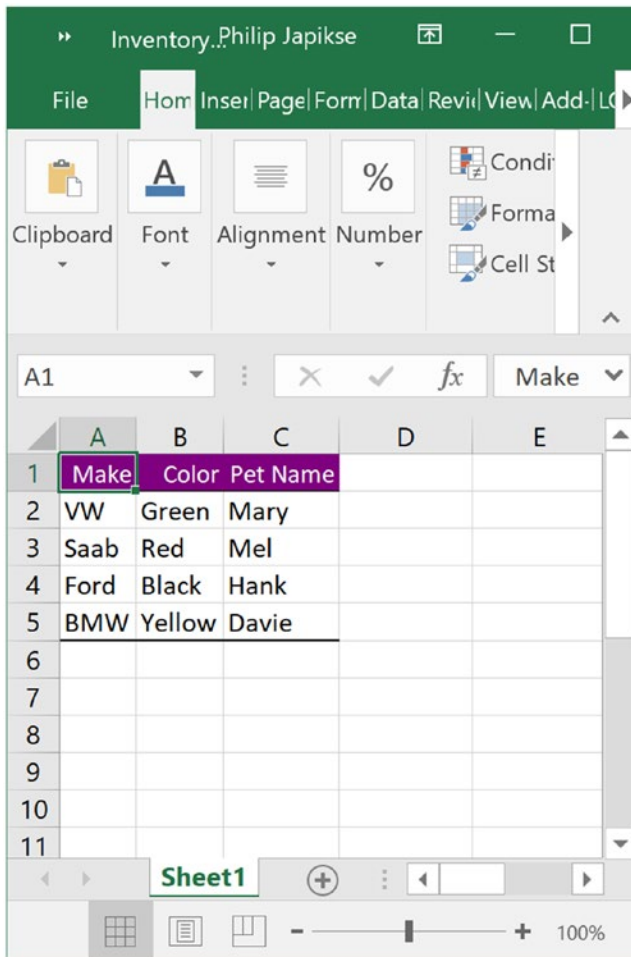 Inventory... Philip Japikse
File Hom Inser Page Form Data Revi View Add- LO
Condi
Forma
Clipboard Font Alignment Number
Cell St
A1 fx Make
A B C D E
1 Make Color Pet Name
2 VW Green Mary
3 Saab Red Mel
4 Ford Black Hank
5 BMW Yellow Davie
6
7
8
9
10
11
Sheet1
100%